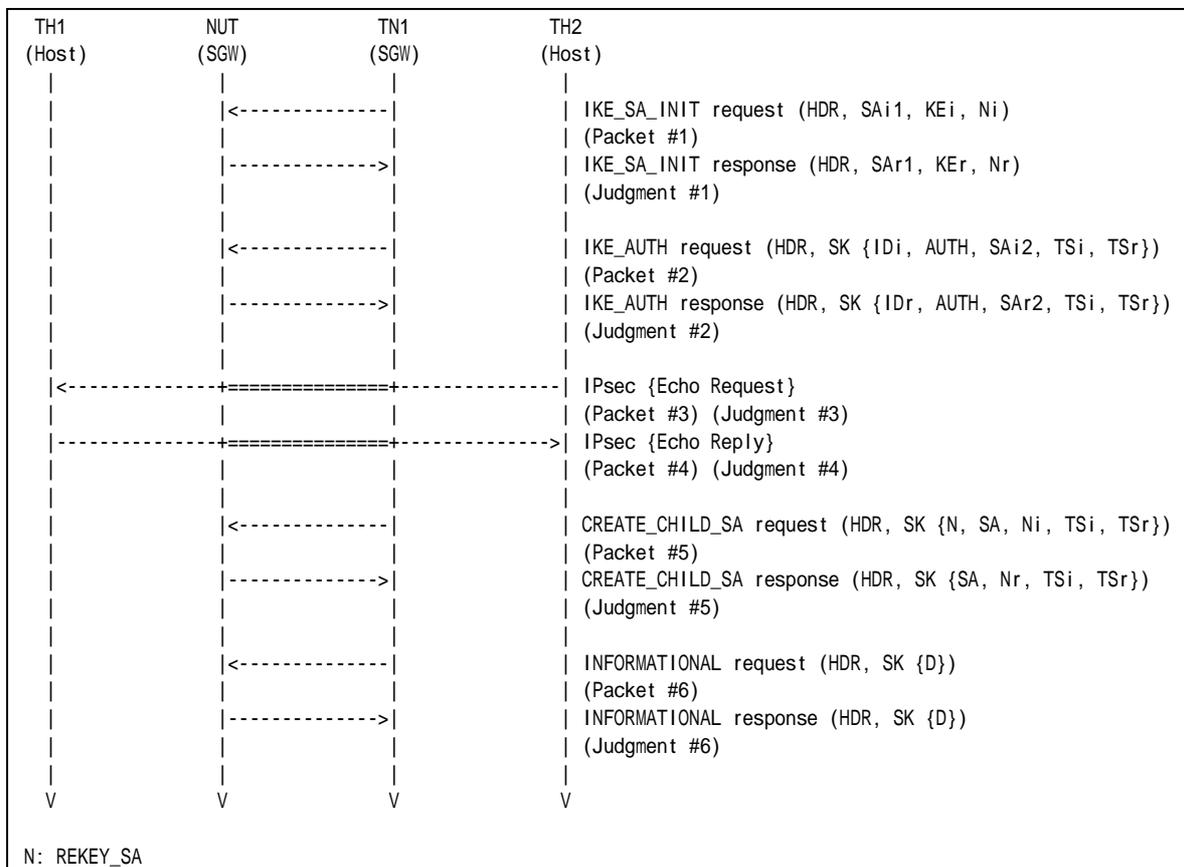 TH1 NUT TN1 TH2
(Host) (SGW) (SGW) (Host)
| | | |
| |<--------------| | IKE_SA_INIT request (HDR, SAi1, KEi, Ni)
| | | | (Packet #1)
| |-------------->| | IKE_SA_INIT response (HDR, SAr1, KEr, Nr)
| | | | (Judgment #1)
| | | |
| |<--------------| | IKE_AUTH request (HDR, SK {IDi, AUTH, SAi2, TSi, TSr})
| | | | (Packet #2)
| |-------------->| | IKE_AUTH response (HDR, SK {IDr, AUTH, SAr2, TSi, TSr})
| | | | (Judgment #2)
| | | |
|<--------------+===============+---------------| IPsec {Echo Request}
| | | | (Packet #3) (Judgment #3)
|---------------+===============+-------------->| IPsec {Echo Reply}
| | | | (Packet #4) (Judgment #4)
| | | |
| |<--------------| | CREATE_CHILD_SA request (HDR, SK {N, SA, Ni, TSi, TSr})
| | | | (Packet #5)
| |-------------->| | CREATE_CHILD_SA response (HDR, SK {SA, Nr, TSi, TSr})
| | | | (Judgment #5)
| | | |
| |<--------------| | INFORMATIONAL request (HDR, SK {D})
| | | | (Packet #6)
| |-------------->| | INFORMATIONAL response (HDR, SK {D})
| | | | (Judgment #6)
| | | |
V V V V
N: REKEY_SA